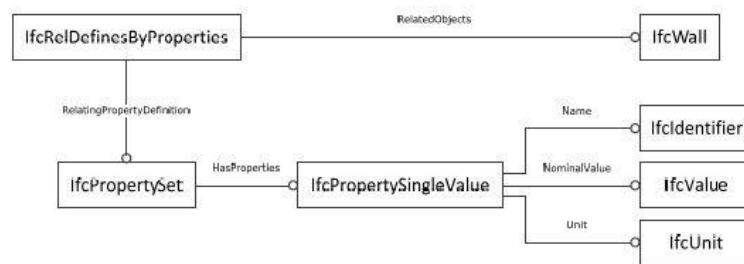 RelatedObjects
IfcRelDefinesByProperties
IfcWall
RelatingPropertyDefinition
Name
IfcIdentifier
HasProperties
NominalValue
IfcPropertySet
IfcPropertySingleValue
IfcValue
Unit
IfcUnit